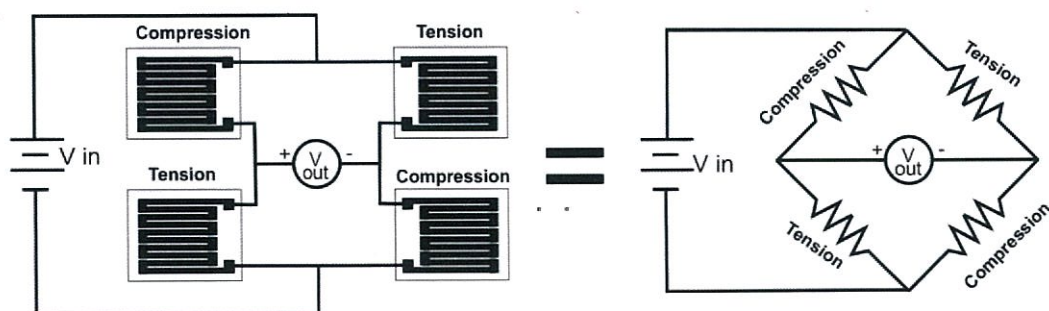 Compression
Tension
V in
+ V out -
Tension
Compression
Compression
Tension
V in
+ V out -
Tension
Compression